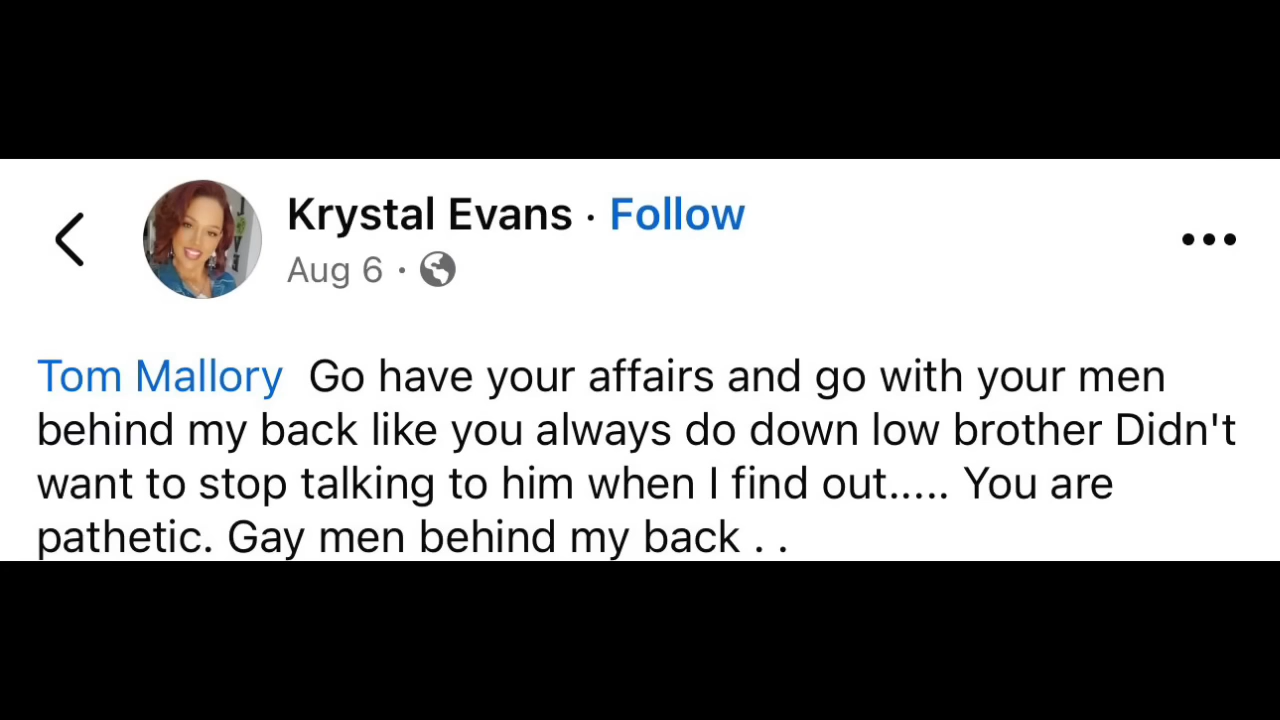 Krystal Evans · Follow
Aug 6 ·
Tom Mallory Go have your affairs and go with your men
behind my back like you always do down low brother Didn't
want to stop talking to him when I find out..... You are
pathetic. Gay men behind my back . .